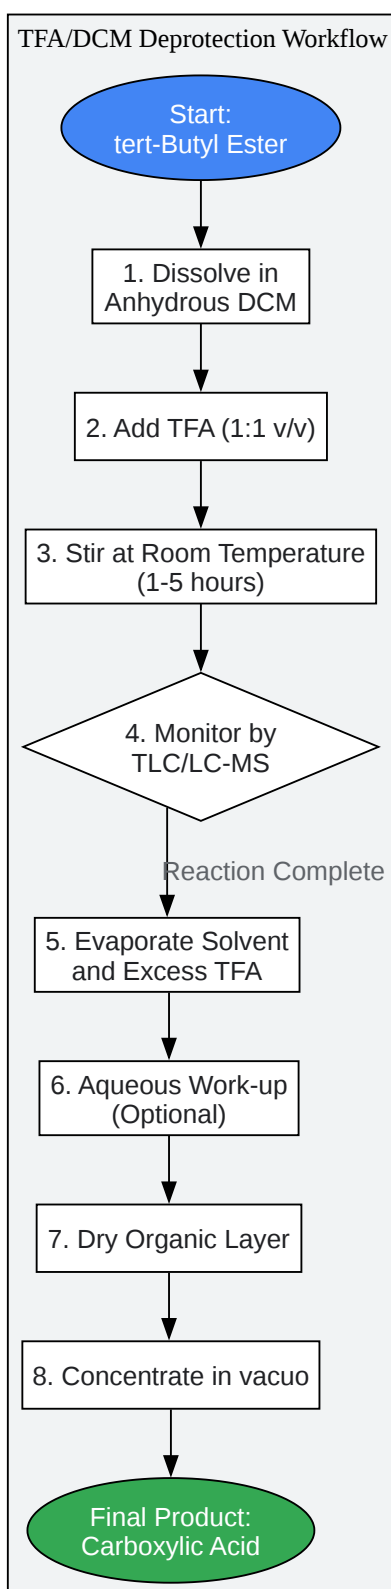 TFA/DCM Deprotection Workflow
Start:
tert-Butyl Ester
1. Dissolve in
Anhydrous DCM
2. Add TFA (1:1 v/v)
3. Stir at Room Temperature
(1-5 hours)
4. Monitor by
TLC/LC-MS
Reaction Complete
5. Evaporate Solvent
and Excess TFA
6. Aqueous Work-up
(Optional)
7. Dry Organic Layer
8. Concentrate in vacuo
Final Product:
Carboxylic Acid